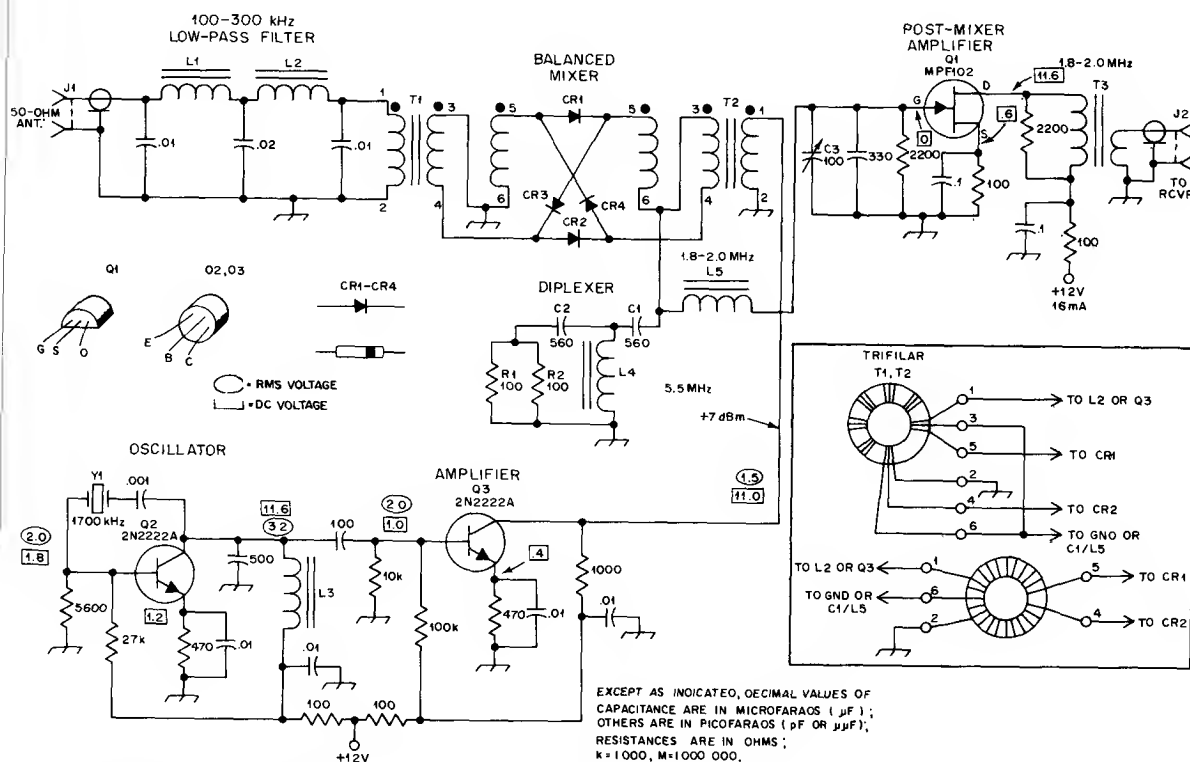 100-300 kHz
LOW-PASS FILTER
L1
L2
J1
50-OHM
ANT.
.01
.02
.01
1
T1
3
2
4
BALANCED
MIXER
5
CR1
5
CR3
CR4
6
CR2
6
3
T2
1
4
2
POST-MIXER
AMPLIFIER
Q1
MPF102
G
D
S
0
.6
11.6
1.8-2.0 MHz
T3
J2
TO
RCVR
C3
100
330
2200
.1
100
2200
.1
100
+12V
16mA
Q1
G S O
O2,O3
E
B
C
CR1-CR4
= RMS VOLTAGE
= DC VOLTAGE
DIPLEXER
C2
560
C1
560
R1
100
R2
100
L4
1.8-2.0 MHz
L5
5.5 MHz
+7 dBm
1.5
11.0
OSCILLATOR
Y1
1700 kHz
.001
2.0
1.8
Q2
2N2222A
1.2
5600
27k
470
.01
500
11.6
3.2
L3
.01
100
2.0
1.0
10k
100k
AMPLIFIER
Q3
2N2222A
.4
470
.01
1000
.01
100
100
+12V
TRIFILAR
T1, T2
1
TO L2 OR Q3
3
5
TO CR1
2
4
TO CR2
6
TO GNO OR
C1/L5
TO L2 OR Q3
1
TO GND OR
C1/L5
6
2
5
TO CR1
4
TO CR2
EXCEPT AS INOICATEO, OECIMAL VALUES OF
CAPACITANCE ARE IN MICROFARAOS ( µF ) ;
OTHERS ARE IN PICOFARAOS ( pF OR µµF);
RESISTANCES ARE IN OHMS ;
k=1000, M=1000 000.